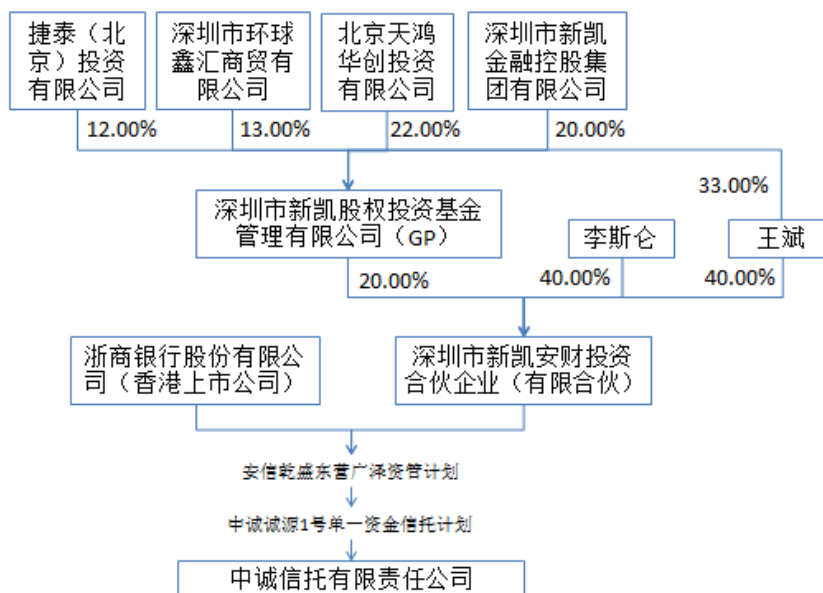 捷泰（北
京）投资
有限公司
深圳市环球
鑫汇商贸有
限公司
北京天鸿
华创投资
有限公司
深圳市新凯
金融控股集
团有限公司
12.00%
13.00%
22.00%
20.00%
33.00%
深圳市新凯股权投资基金
管理有限公司（GP）
李斯仑
王斌
20.00%
40.00%
40.00%
浙商银行股份有限公
司（香港上市公司）
深圳市新凯安财投资
合伙企业（有限合伙）
安信乾盛东营广泽资管计划
中诚诚源1号单一资金信托计划
中诚信托有限责任公司